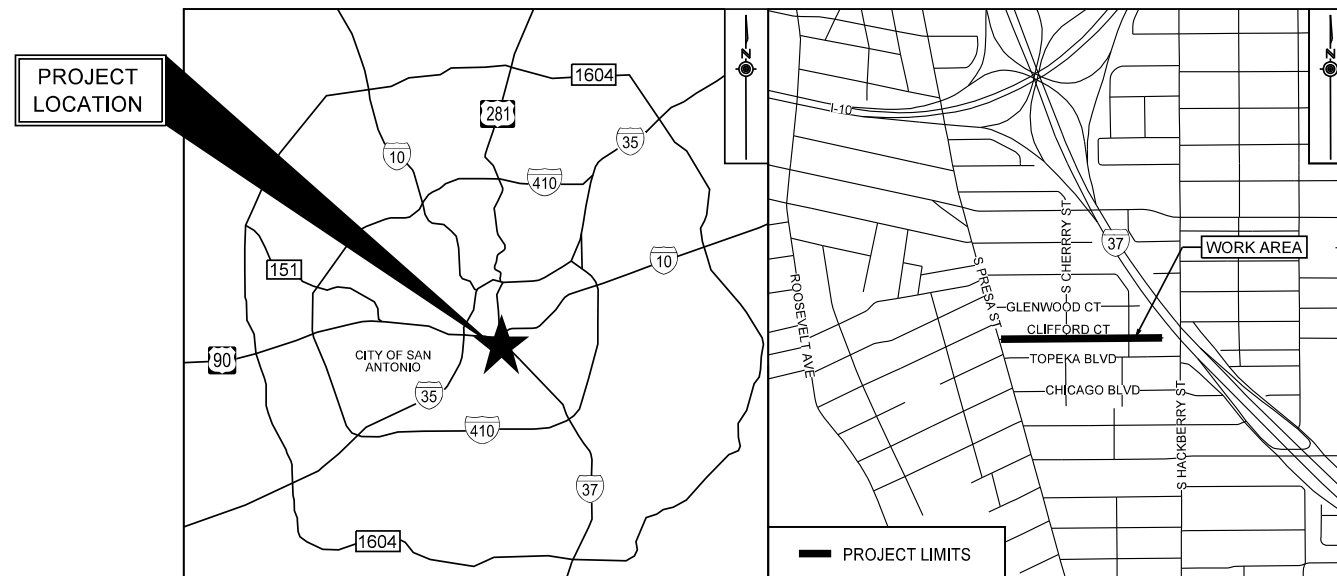 PROJECT
LOCATION
1604
281
35
10
410
10
151
90
CITY OF SAN
ANTONIO
35
410
37
1604
N
I-10
S CHERRRY ST
37
WORK AREA
ROOSEVELT AVE
S PRESA ST
GLENWOOD CT
CLIFFORD CT
TOPEKA BLVD
CHICAGO BLVD
S HACKBERRY ST
PROJECT LIMITS
N